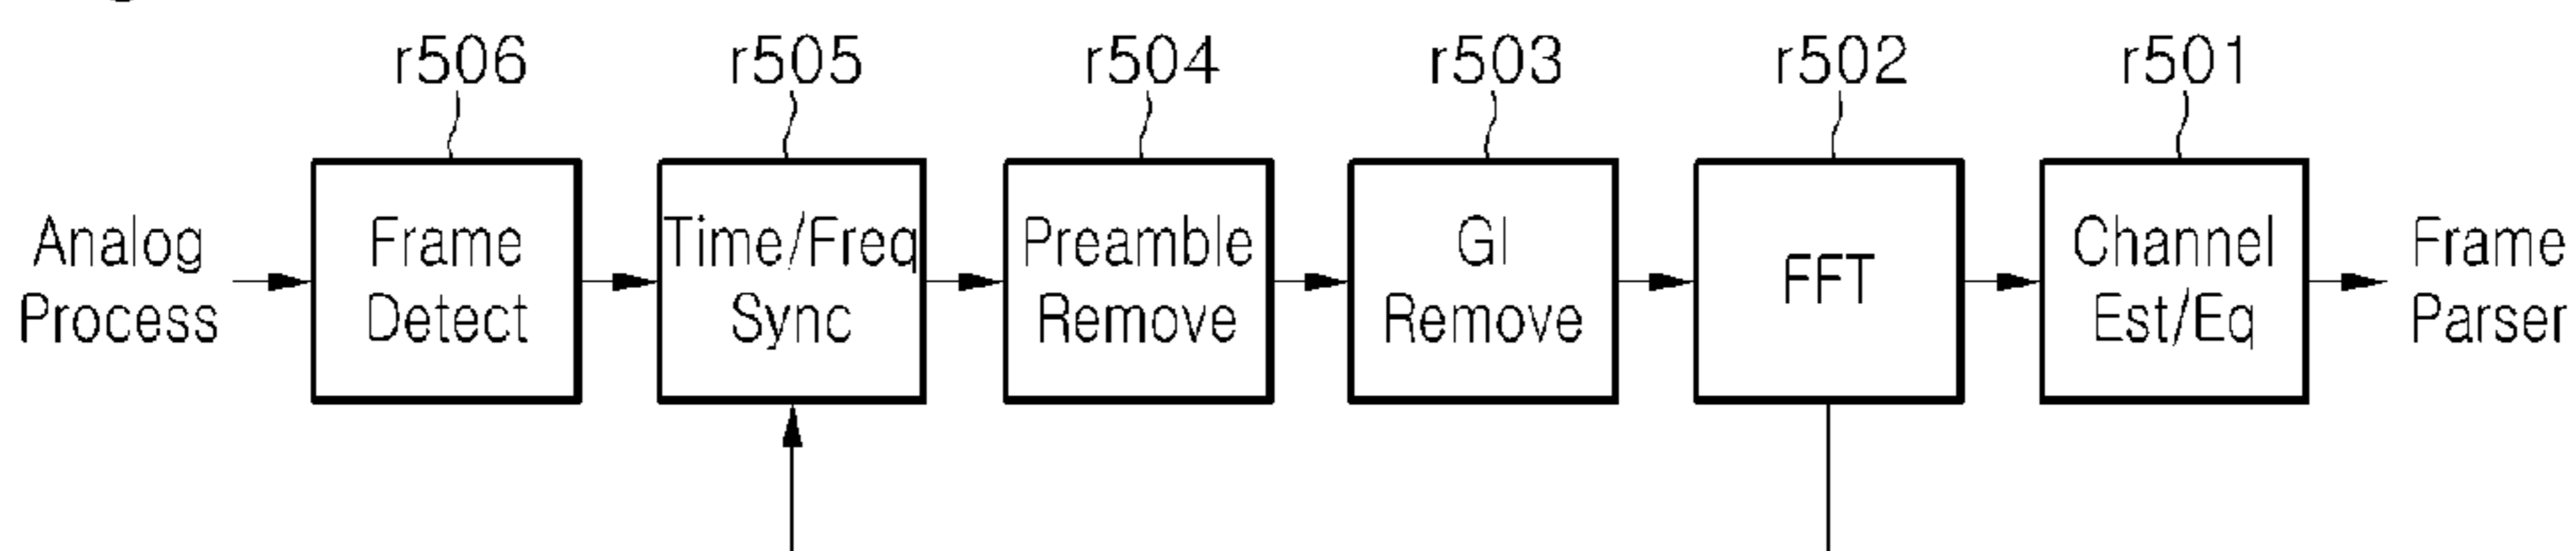 r506 r505 r504 r503 r502 r501
Analog
Process
Frame
Detect
Time/Freq
Sync
Preamble
Remove
GI
Remove
FFT
Channel
Est/Eq
Frame
Parser